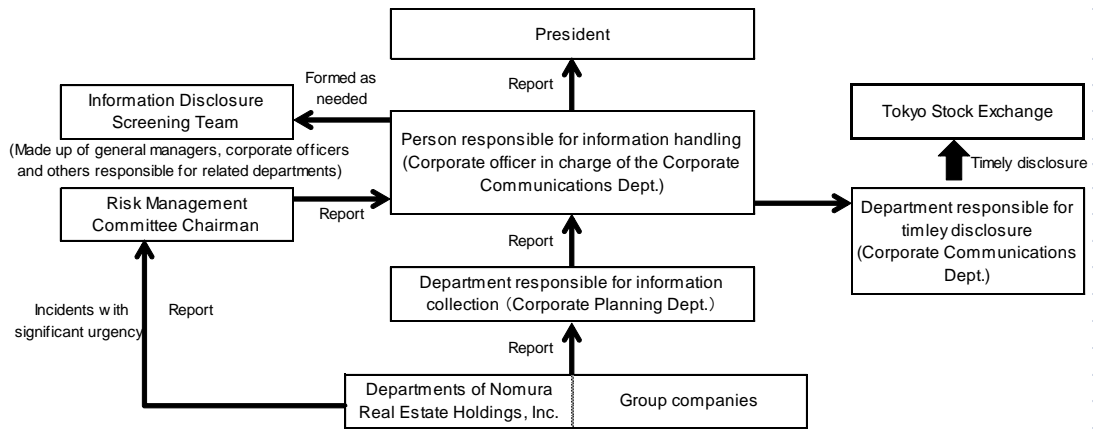 President
Report
Formed as
needed
Information Disclosure
Screening Team
(Made up of general managers, corporate officers
and others responsible for related departments)
Person responsible for information handling
(Corporate officer in charge of the Corporate
Communications Dept.)
Tokyo Stock Exchange
Timely disclosure
Risk Management
Committee Chairman
Report
Department responsible for
timley disclosure
(Corporate Communications
Dept.)
Report
Department responsible for information
collection (Corporate Planning Dept.)
Incidents with
significant urgency
Report
Report
Departments of Nomura
Real Estate Holdings, Inc.
Group companies